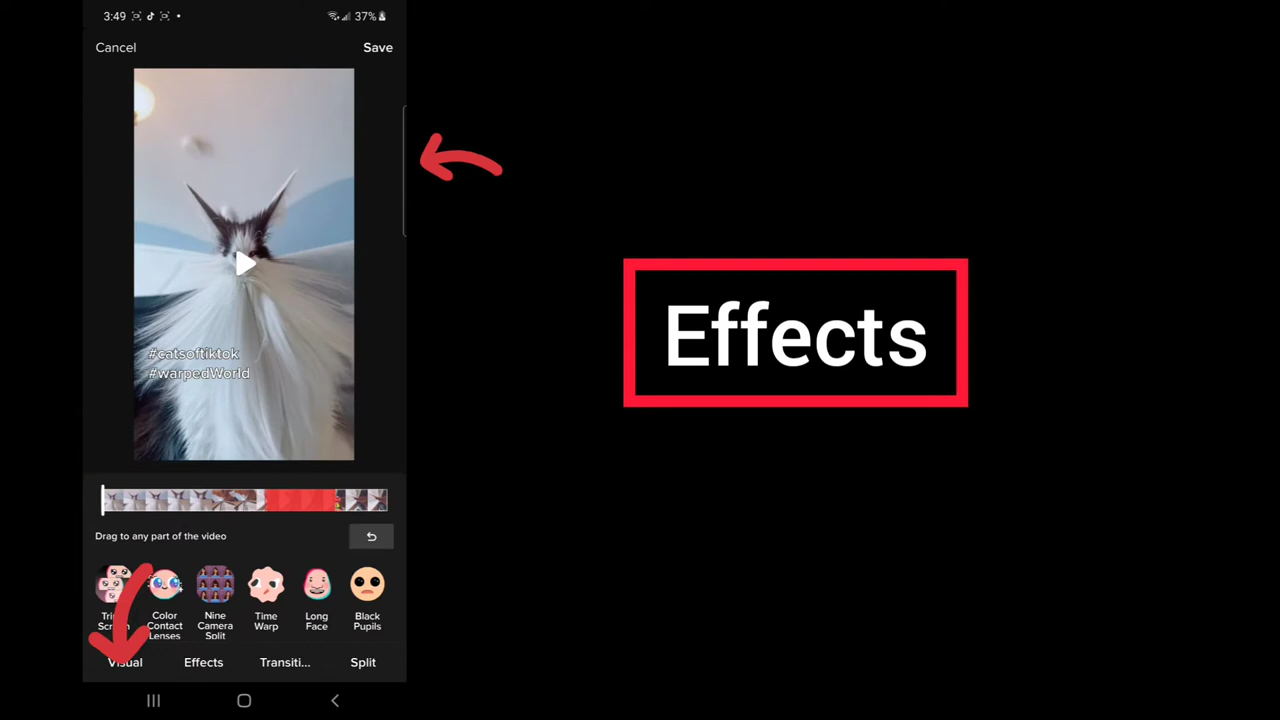 3:49
37%
Cancel
Save
#catsoftiktok
#warpedWorld
Effects
Drag to any part of the video
Color
Contact
Lenses
Nine
Camera
Split
Time
Warp
Long
Face
Black
Pupils
Visual
Effects
Transiti...
Split